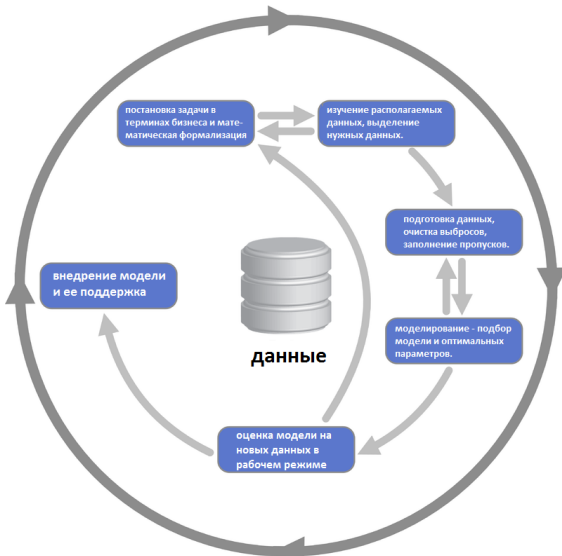 постановка задачи в
терминах бизнеса и мате-
матическая формализация
изучение располагаемых
данных, выделение
нужных данных.
подготовка данных,
очистка выбросов,
заполнение пропусков.
внедрение модели
и ее поддержка
моделирование - подбор
модели и оптимальных
параметров.
данные
оценка модели на
новых данных в
рабочем режиме